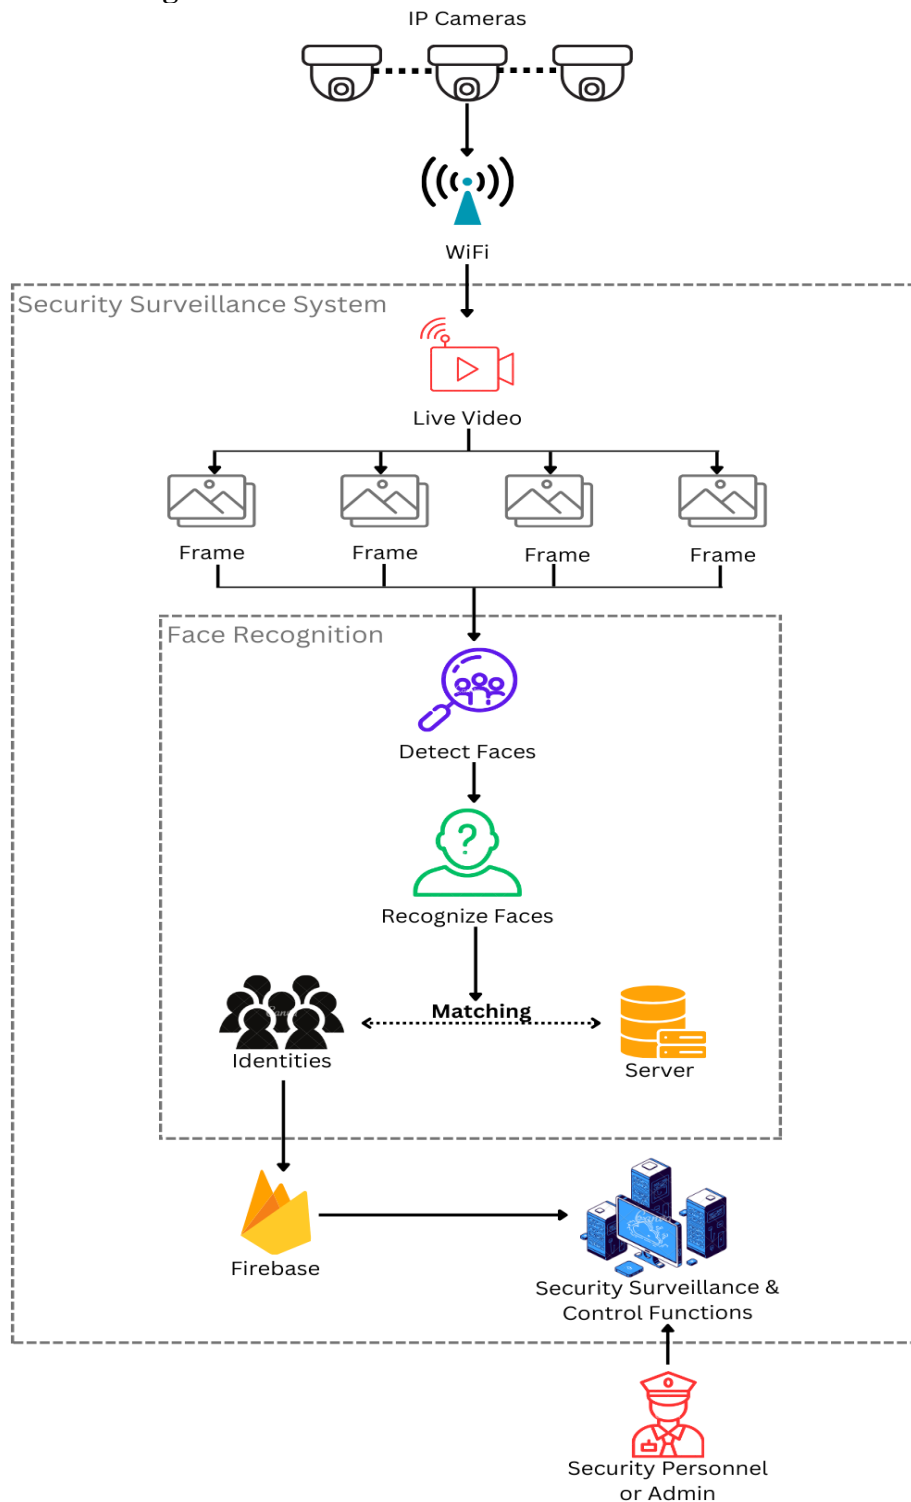 IP Cameras
WiFi
Security Surveillance System
Live Video
Frame
Frame
Frame
Frame
Face Recognition
Detect Faces
?
Recognize Faces
Matching
Identities
Server
Firebase
Security Surveillance &
Control Functions
Security Personnel
or Admin